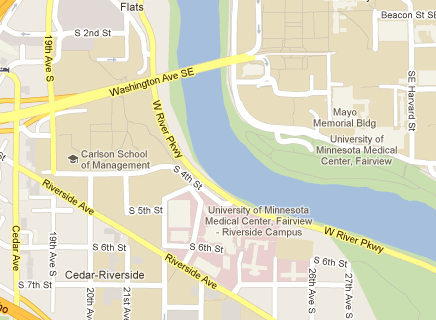 Flats
Beacon St SE
S 2nd St
19th Ave S
Washington Ave SE
SE Harvard St
W River Pkwy
Mayo
Memorial Bldg
University of
Minnesota Medical
Center, Fairview
Carlson School
of Management
S 4th St
Riverside Ave
S 5th St
University of Minnesota
Medical Center, Fairview
- Riverside Campus
W River Pkwy
Cedar Ave
19th Ave S
S 6th St
S 6th St
Riverside Ave
Cedar-Riverside
S 7th St
20th Ave S
21st Ave S
26th Ave S
27th Ave S